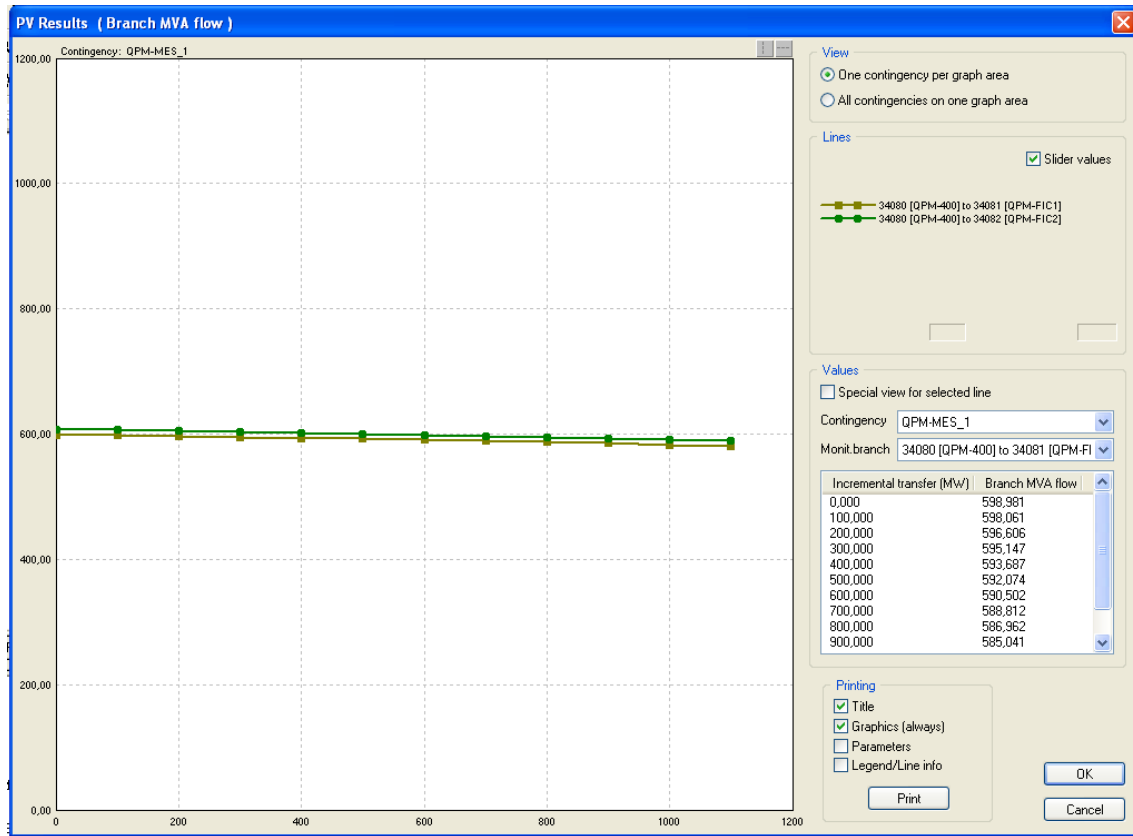 PV Results ( Branch MVA flow )
Contingency: QPM-MES_1
1200,00
1000,00
800,00
600,00
400,00
200,00
0,00
0
200
400
600
800
1000
1200
View
One contingency per graph area
All contingencies on one graph area
Lines
Slider values
34080 [QPM-400] to 34081 [QPM-FIC1]
34080 [QPM-400] to 34082 [QPM-FIC2]
Values
Special view for selected line
Contingency QPM-MES_1
Monit.branch 34080 [QPM-400] to 34081 [QPM-FI
Incremental transfer (MW) Branch MVA flow
0,000 598,981
100,000 598,061
200,000 596,606
300,000 595,147
400,000 593,687
500,000 592,074
600,000 590,502
700,000 588,812
800,000 586,962
900,000 585,041
Printing
Title
Graphics (always)
Parameters
Legend/Line info
Print
OK
Cancel